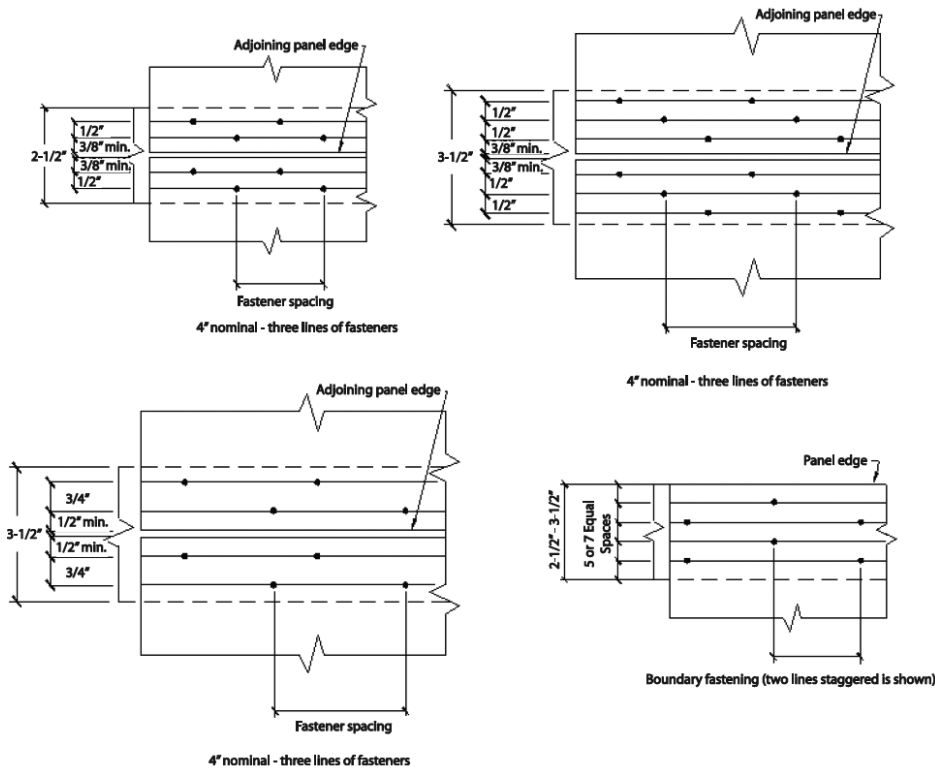 Adjoining panel edge
1/2"
3/8" min.
2-1/2"
3/8" min.
1/2"
Fastener spacing
4" nominal - three lines of fasteners
Adjoining panel edge
1/2"
1/2"
3/8" min.
3-1/2"
3/8" min.
1/2"
1/2"
Fastener spacing
4" nominal - three lines of fasteners
Adjoining panel edge
3/4"
1/2" min.
3-1/2"
1/2" min.
3/4"
Fastener spacing
4" nominal - three lines of fasteners
Panel edge
2-1/2" - 3-1/2"
5 or 7 Equal
Spaces
Boundary fastening (two lines staggered is shown)